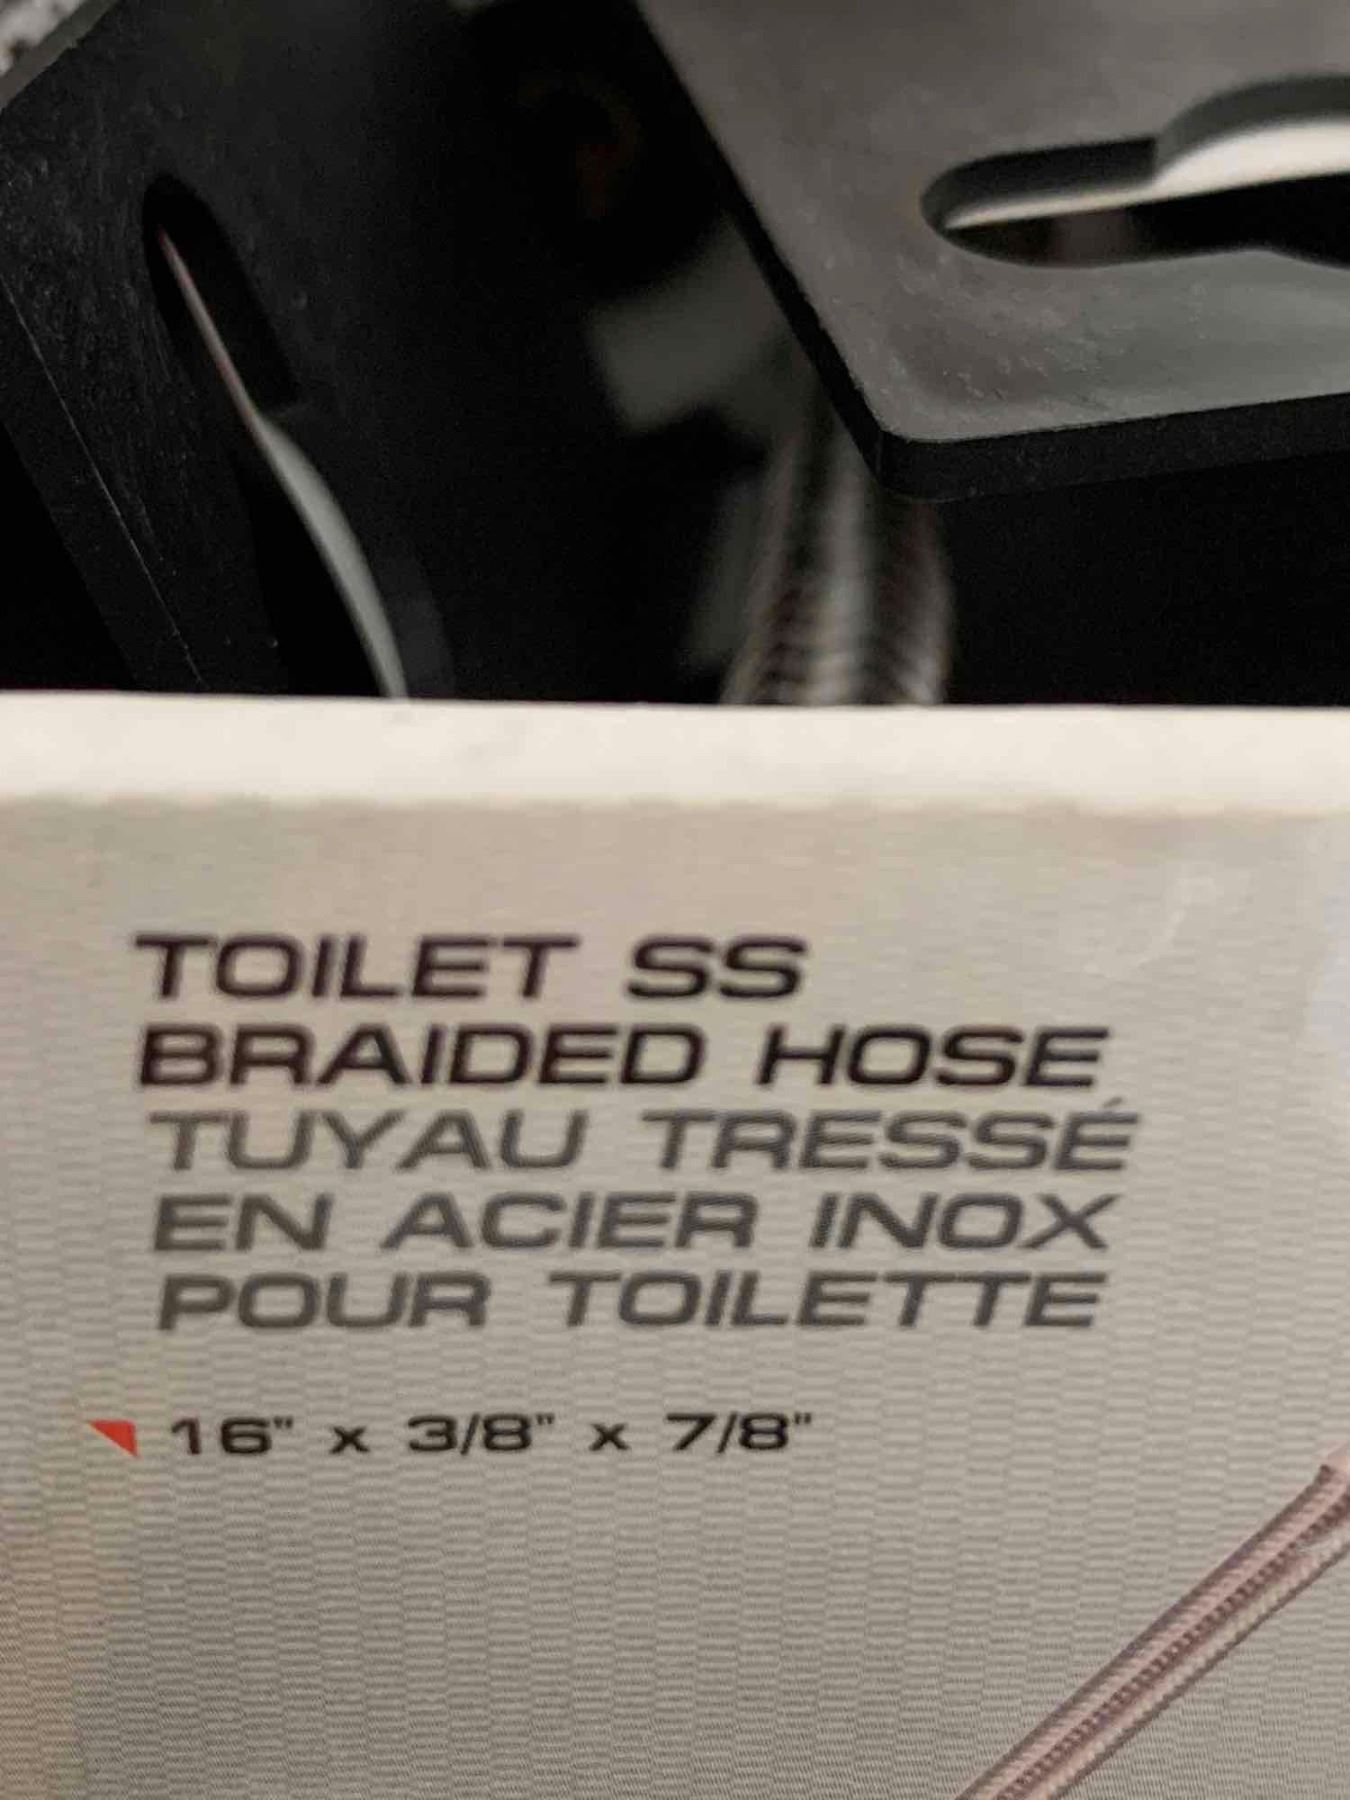 TOILET SS
BRAIDED HOSE
TUYAU TRESSÉ
EN ACIER INOX
POUR TOILETTE
16" x 3/8" x 7/8"